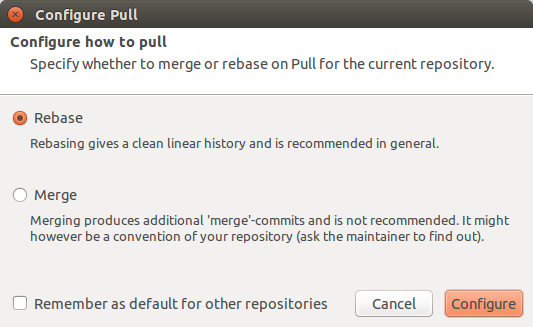 Configure Pull
Configure how to pull
Specify whether to merge or rebase on Pull for the current repository.
Rebase
Rebasing gives a clean linear history and is recommended in general.
Merge
Merging produces additional 'merge'-commits and is not recommended. It might
however be a convention of your repository (ask the maintainer to find out).
Remember as default for other repositories
Cancel
Configure